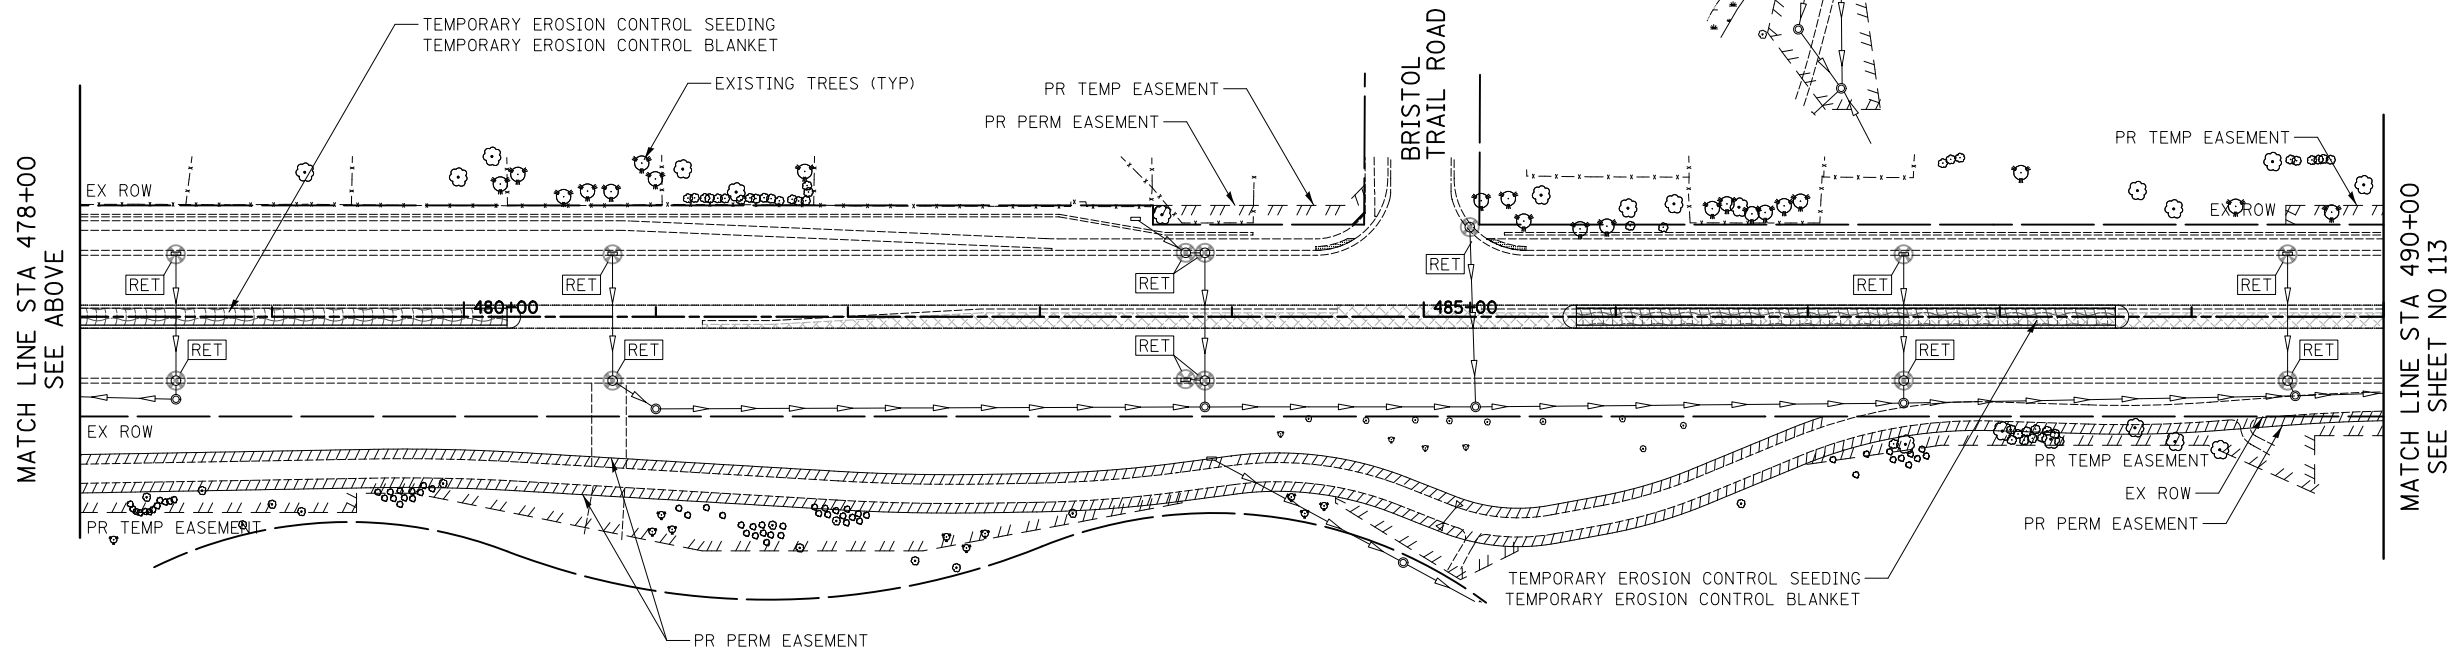 TEMPORARY EROSION CONTROL SEEDING
TEMPORARY EROSION CONTROL BLANKET
EXISTING TREES (TYP)
PR TEMP EASEMENT
PR PERM EASEMENT
BRISTOL
TRAIL ROAD
PR TEMP EASEMENT
MATCH LINE STA 478+00
SEE ABOVE
EX ROW
EX ROW
MATCH LINE STA 490+00
SEE SHEET NO 113
RET
RET
RET
RET
RET
RET
480+00
485+00
RET
RET
RET
RET
RET
EX ROW
PR TEMP EASEMENT
EX ROW
PR PERM EASEMENT
PR TEMP EASEMENT
TEMPORARY EROSION CONTROL SEEDING
TEMPORARY EROSION CONTROL BLANKET
PR PERM EASEMENT